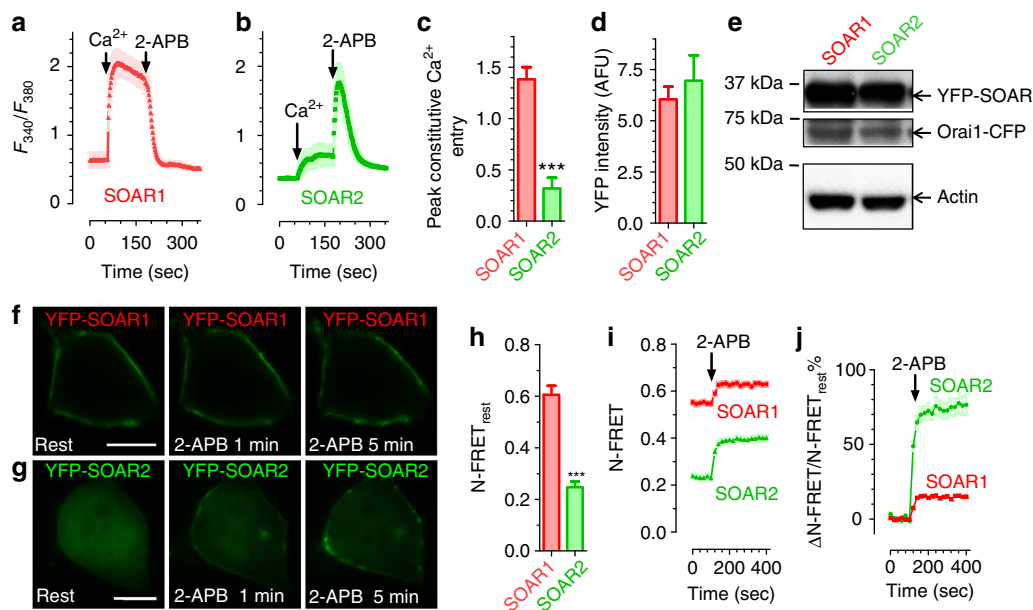 a
F340/F380
2
1
0
Ca2+
2-APB
SOAR1
0 150 300
Time (sec)
b
2
1
0
Ca2+
2-APB
SOAR2
0 150 300
Time (sec)
c
Peak constitutive Ca2+
entry
1.5
1.0
0.5
0.0
***
SOAR1
SOAR2
d
YFP intensity (AFU)
7.5
5.0
2.5
0.0
SOAR1
SOAR2
e
SOAR1
SOAR2
37 kDa
YFP-SOAR
75 kDa
Orai1-CFP
50 kDa
Actin
f
YFP-SOAR1
YFP-SOAR1
YFP-SOAR1
Rest
2-APB 1 min
2-APB 5 min
g
YFP-SOAR2
YFP-SOAR2
YFP-SOAR2
Rest
2-APB 1 min
2-APB 5 min
h
N-FRETrest
0.8
0.6
0.4
0.2
0.0
***
SOAR1
SOAR2
i
N-FRET
0.8
0.6
0.4
0.2
0.0
2-APB
SOAR1
SOAR2
0 200 400
Time (sec)
j
ΔN-FRET/N-FRETrest%
100
50
0
2-APB
SOAR2
SOAR1
0 200 400
Time (sec)